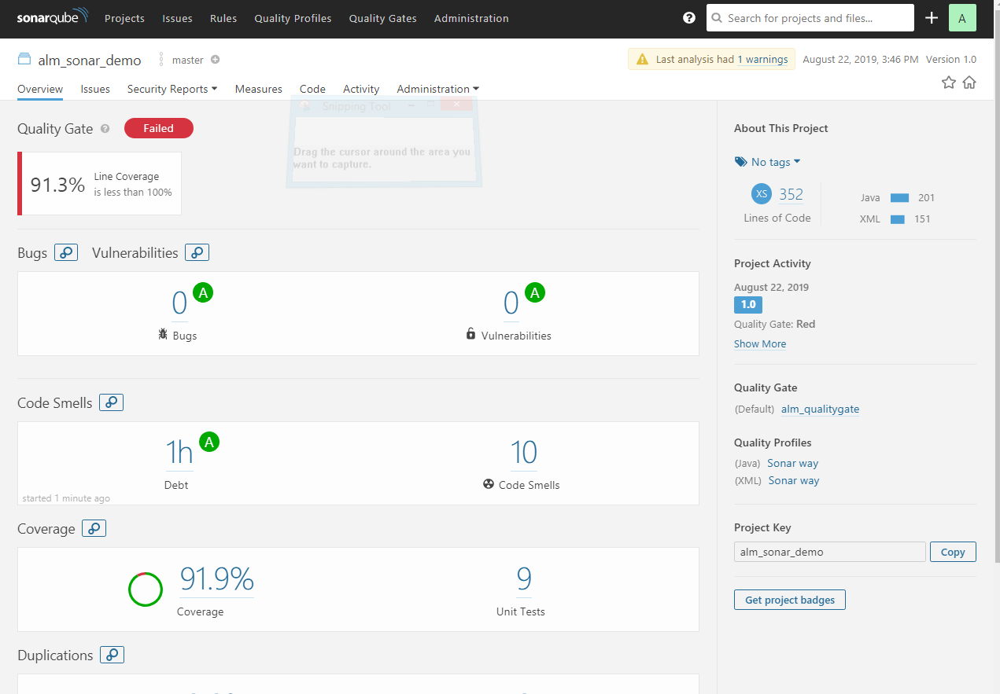 sonarqube Projects Issues Rules Quality Profiles Quality Gates Administration ? Search for projects and files... A
alm_sonar_demo master Last analysis had 1 warnings August 22, 2019, 3:46 PM Version 1.0
Overview Issues Security Reports Measures Code Activity Administration
Snipping Tool
Drag the cursor around the area you
want to capture.
Quality Gate ? Failed
91.3% Line Coverage
is less than 100%
Bugs Vulnerabilities
0 A
Bugs
0 A
Vulnerabilities
Code Smells
1h A
Debt
10
Code Smells
started 1 minute ago
Coverage
91.9%
Coverage
9
Unit Tests
Duplications
About This Project
No tags
XS 352
Lines of Code
Java 201
XML 151
Project Activity
August 22, 2019
1.0
Quality Gate: Red
Show More
Quality Gate
(Default) alm_qualitygate
Quality Profiles
(Java) Sonar way
(XML) Sonar way
Project Key
alm_sonar_demo Copy
Get project badges